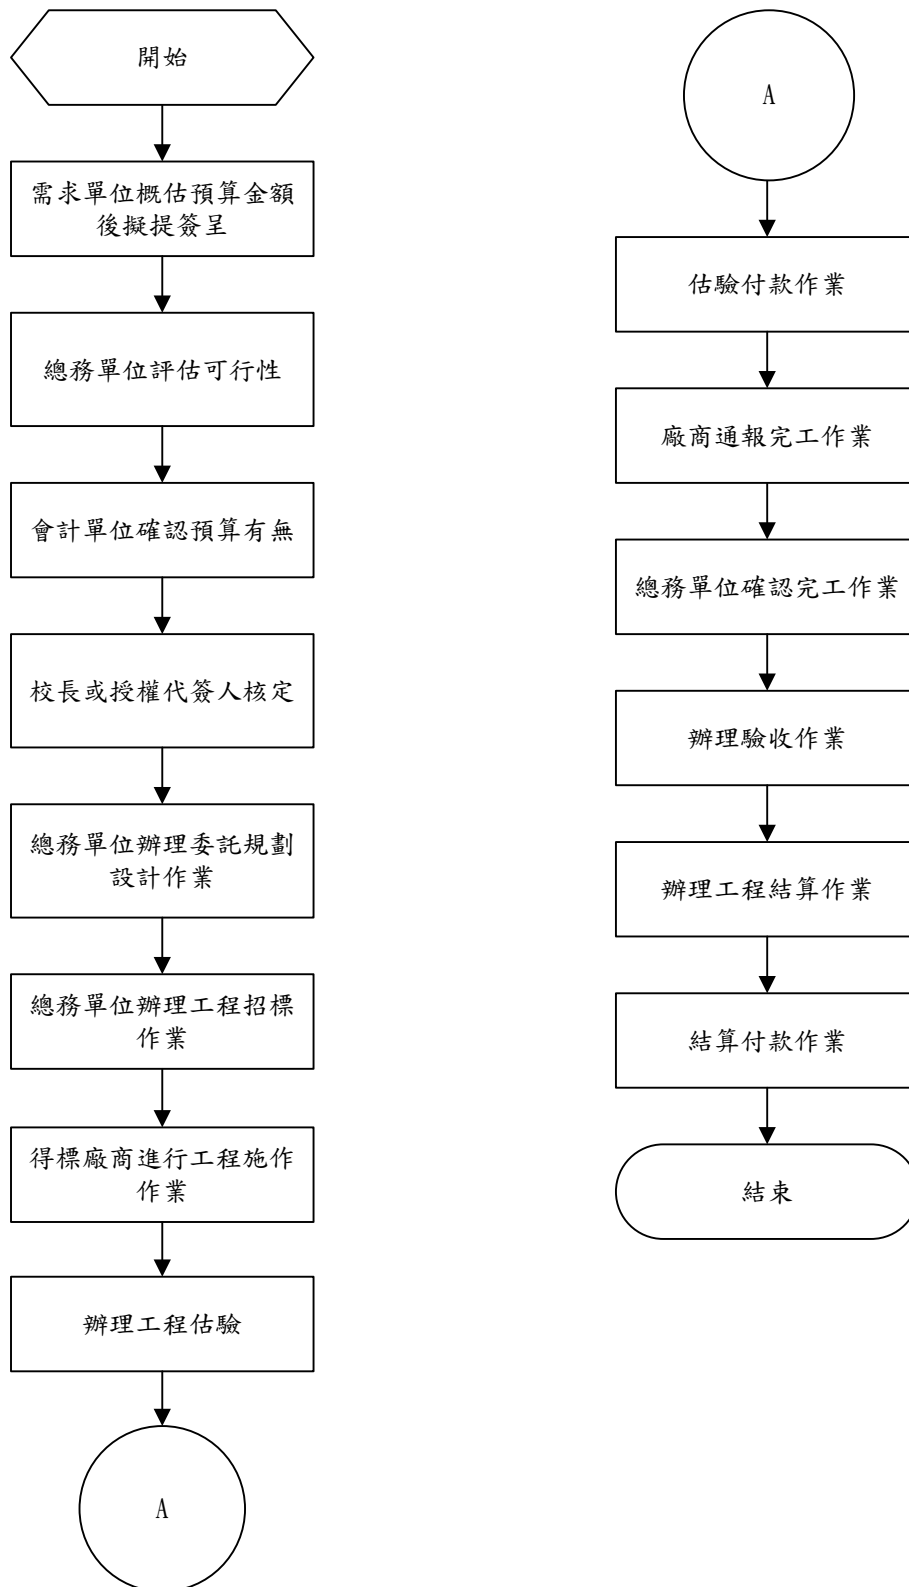 開始
需求單位概估預算金額
後擬提簽呈
總務單位評估可行性
會計單位確認預算有無
校長或授權代簽人核定
總務單位辦理委託規劃
設計作業
總務單位辦理工程招標
作業
得標廠商進行工程施作
作業
辦理工程估驗
A
A
估驗付款作業
廠商通報完工作業
總務單位確認完工作業
辦理驗收作業
辦理工程結算作業
結算付款作業
結束